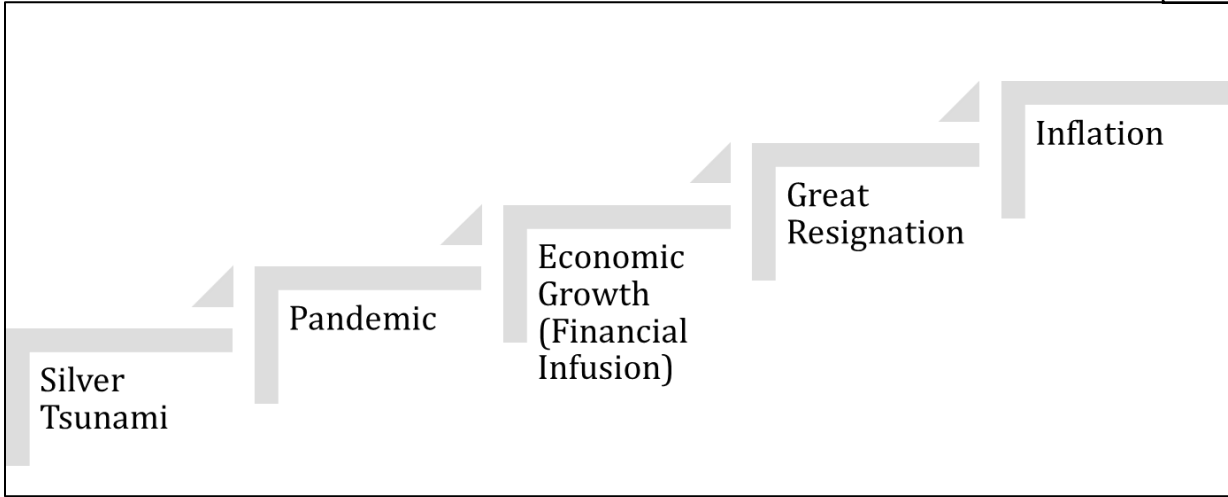 Silver
Tsunami
Pandemic
Economic
Growth
(Financial
Infusion)
Great
Resignation
Inflation